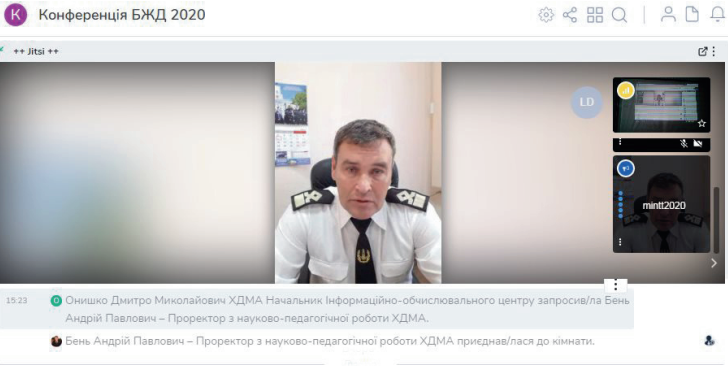 К Конференція БЖД 2020
++ Jitsi ++
LD
mintt2020
15:23 О Онишко Дмитро Миколайович ХДМА Начальник Інформаційно-обчислювального центру запросив/ла Бень
Андрій Павлович – Проректор з науково-педагогічної роботи ХДМА.
Бень Андрій Павлович – Проректор з науково-педагогічної роботи ХДМА приєднав/лася до кімнати.